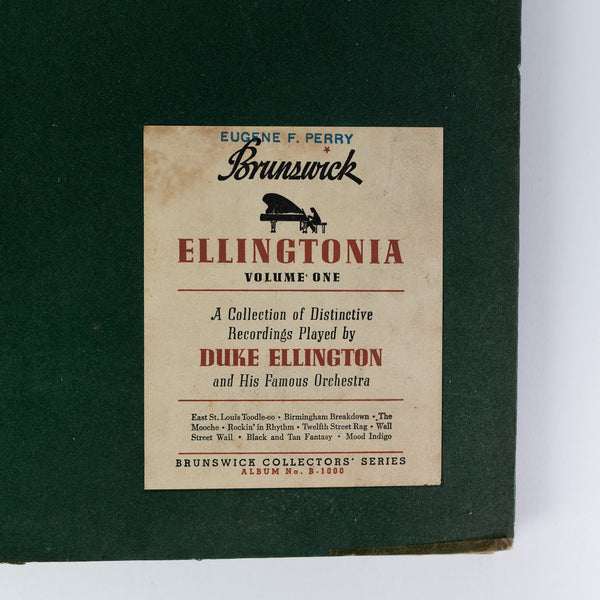 EUGENE F. PERRY
Brunswick
ELLINGTONIA
VOLUME · ONE
A Collection of Distinctive
Recordings Played by
DUKE ELLINGTON
and His Famous Orchestra
East St. Louis Toodle-oo • Birmingham Breakdown • The
Mooche • Rockin' in Rhythm • Twelfth Street Rag • Wall
Street Wail • Black and Tan Fantasy • Mood Indigo
BRUNSWICK COLLECTORS' SERIES
ALBUM No. B-1000